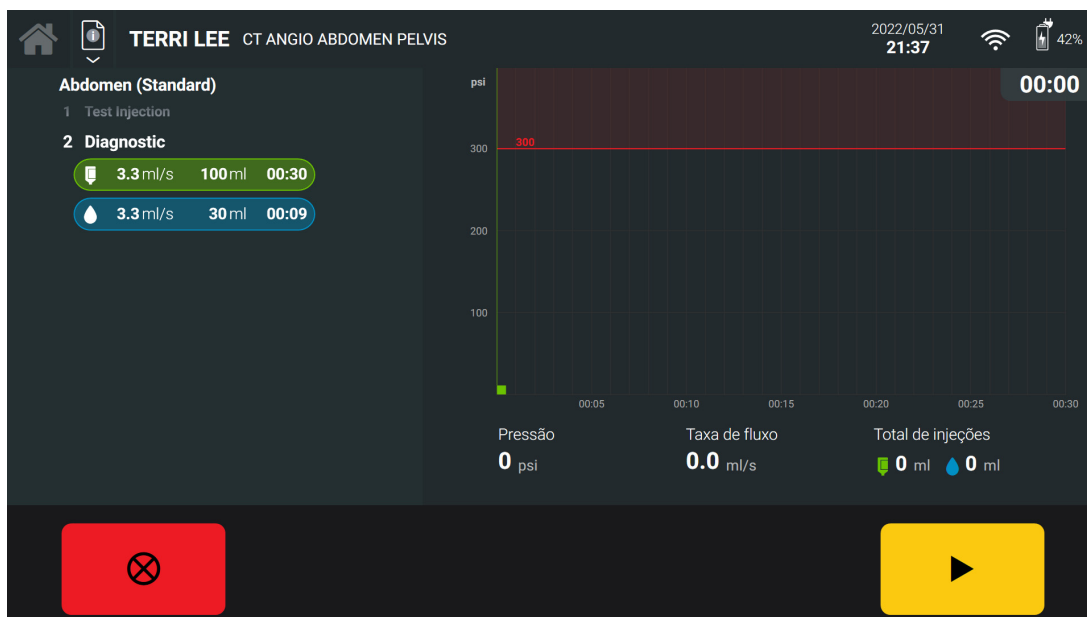 TERRI LEE CT ANGIO ABDOMEN PELVIS
2022/05/31
21:37
42%
Abdomen (Standard)
1 Test Injection
2 Diagnostic
3.3 ml/s 100 ml 00:30
3.3 ml/s 30 ml 00:09
psi
00:00
300
300
200
100
00:05 00:10 00:15 00:20 00:25 00:30
Pressão Taxa de fluxo Total de injeções
0 psi 0.0 ml/s 0 ml 0 ml